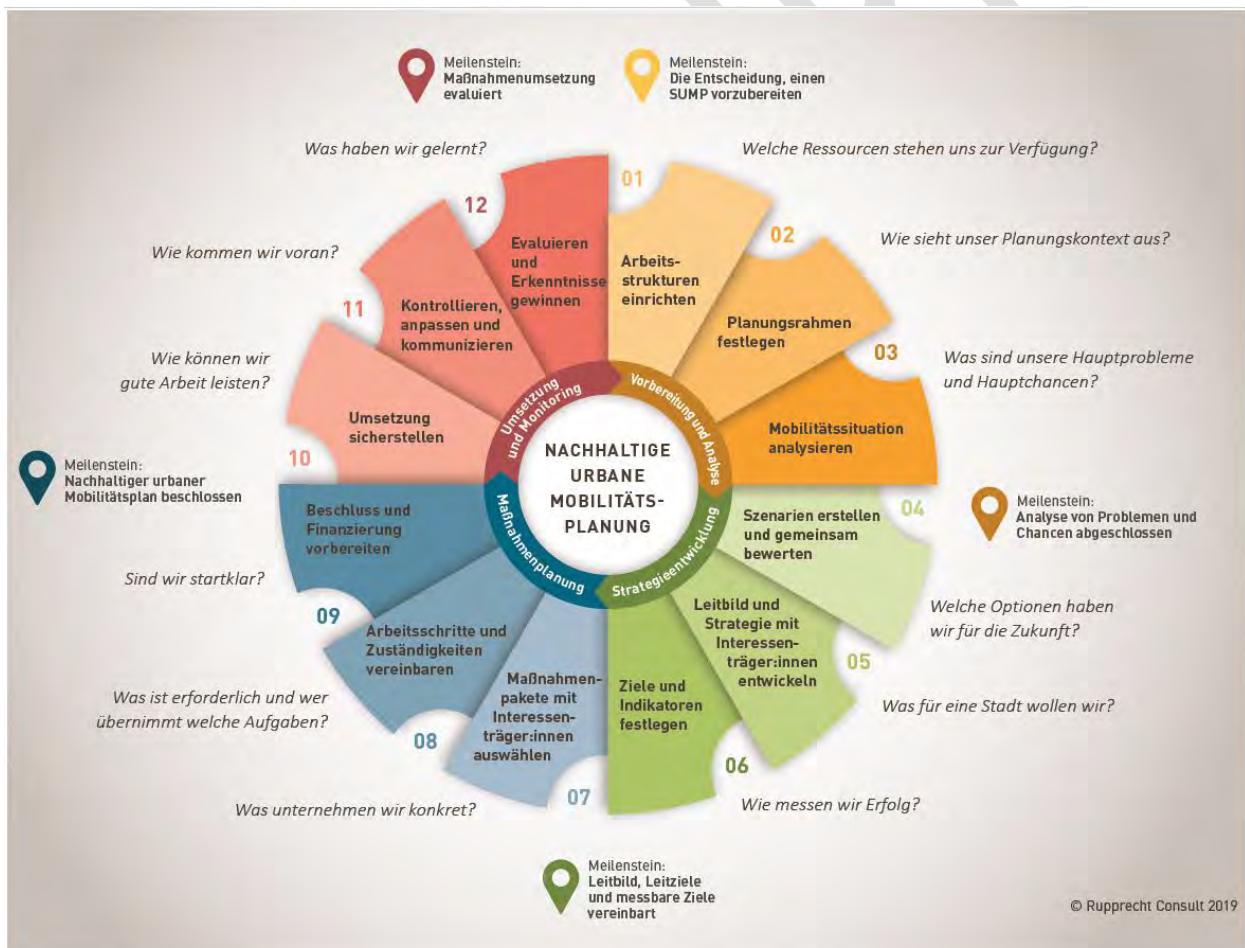 Meilenstein:
Maßnahmenumsetzung
evaluiert
Meilenstein:
Die Entscheidung, einen
SUMP vorzubereiten
Was haben wir gelernt?
Welche Ressourcen stehen uns zur Verfügung?
01
Arbeits-
strukturen
einrichten
02
Wie sieht unser Planungskontext aus?
Planungsrahmen
festlegen
03
Was sind unsere Hauptprobleme
und Hauptchancen?
Mobilitätssituation
analysieren
Meilenstein:
Analyse von Problemen und
Chancen abgeschlossen
04
Szenarien erstellen
und gemeinsam
bewerten
Welche Optionen haben
wir für die Zukunft?
05
Leitbild und
Strategie mit
Interessen-
träger:innen
entwickeln
Was für eine Stadt wollen wir?
06
Ziele und
Indikatoren
festlegen
Wie messen wir Erfolg?
Meilenstein:
Leitbild, Leitziele
und messbare Ziele
vereinbart
07
Maßnahmen-
pakete mit
Interessen-
träger:innen
auswählen
Was unternehmen wir konkret?
08
Arbeitsschritte und
Zuständigkeiten
vereinbaren
Was ist erforderlich und wer
übernimmt welche Aufgaben?
09
Beschluss und
Finanzierung
vorbereiten
Sind wir startklar?
Meilenstein:
Nachhaltiger urbaner
Mobilitätsplan beschlossen
10
Umsetzung
sicherstellen
Wie können wir
gute Arbeit leisten?
11
Kontrollieren,
anpassen und
kommunizieren
Wie kommen wir voran?
12
Evaluieren
und
Erkenntnisse
gewinnen
Vorbereitung und Analyse
Strategieentwicklung
Maßnahmenplanung
Umsetzung
und Monitoring
NACHHALTIGE
URBANE
MOBILITÄTS-
PLANUNG
© Rupprecht Consult 2019